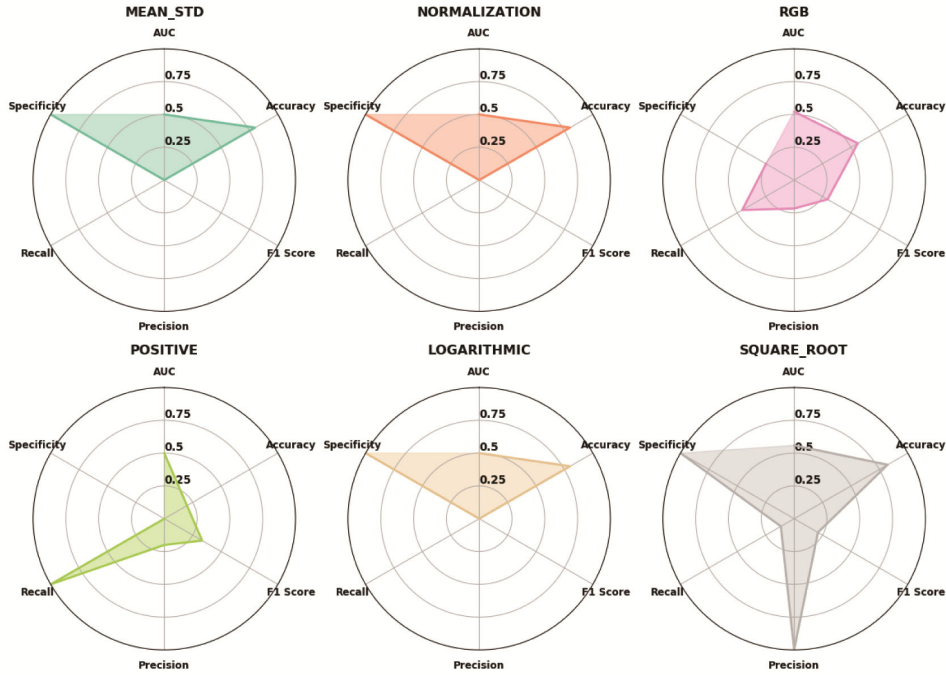 MEAN_STD
AUC
0.75
0.5
0.25
Specificity
Accuracy
Recall
F1 Score
Precision
NORMALIZATION
AUC
0.75
0.5
0.25
Specificity
Accuracy
Recall
F1 Score
Precision
RGB
AUC
0.75
0.5
0.25
Specificity
Accuracy
Recall
F1 Score
Precision
POSITIVE
AUC
0.75
0.5
0.25
Specificity
Accuracy
Recall
F1 Score
Precision
LOGARITHMIC
AUC
0.75
0.5
0.25
Specificity
Accuracy
Recall
F1 Score
Precision
SQUARE_ROOT
AUC
0.75
0.5
0.25
Specificity
Accuracy
Recall
F1 Score
Precision